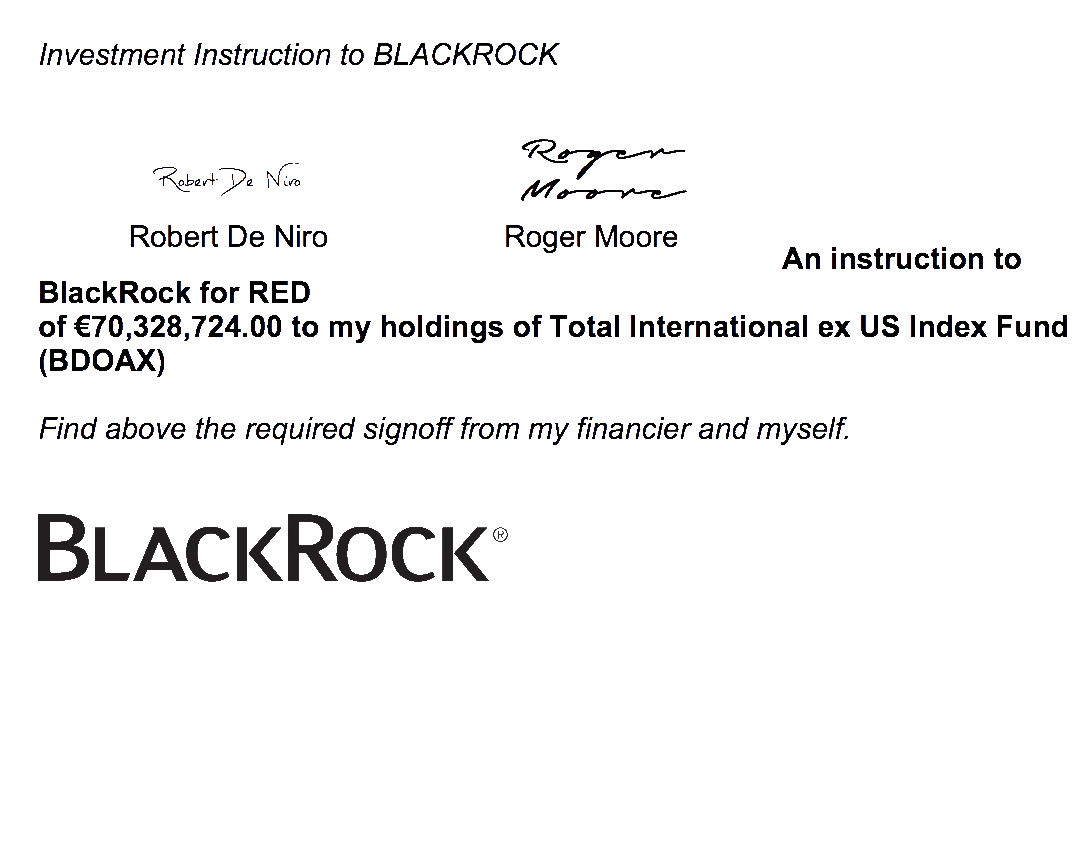 Investment Instruction to BLACKROCK
Robert De Niro
Roger
Moore
Robert De Niro
Roger Moore
An instruction to
BlackRock for RED
of €70,328,724.00 to my holdings of Total International ex US Index Fund
(BDOAX)
Find above the required signoff from my financier and myself.
BLACKROCK®